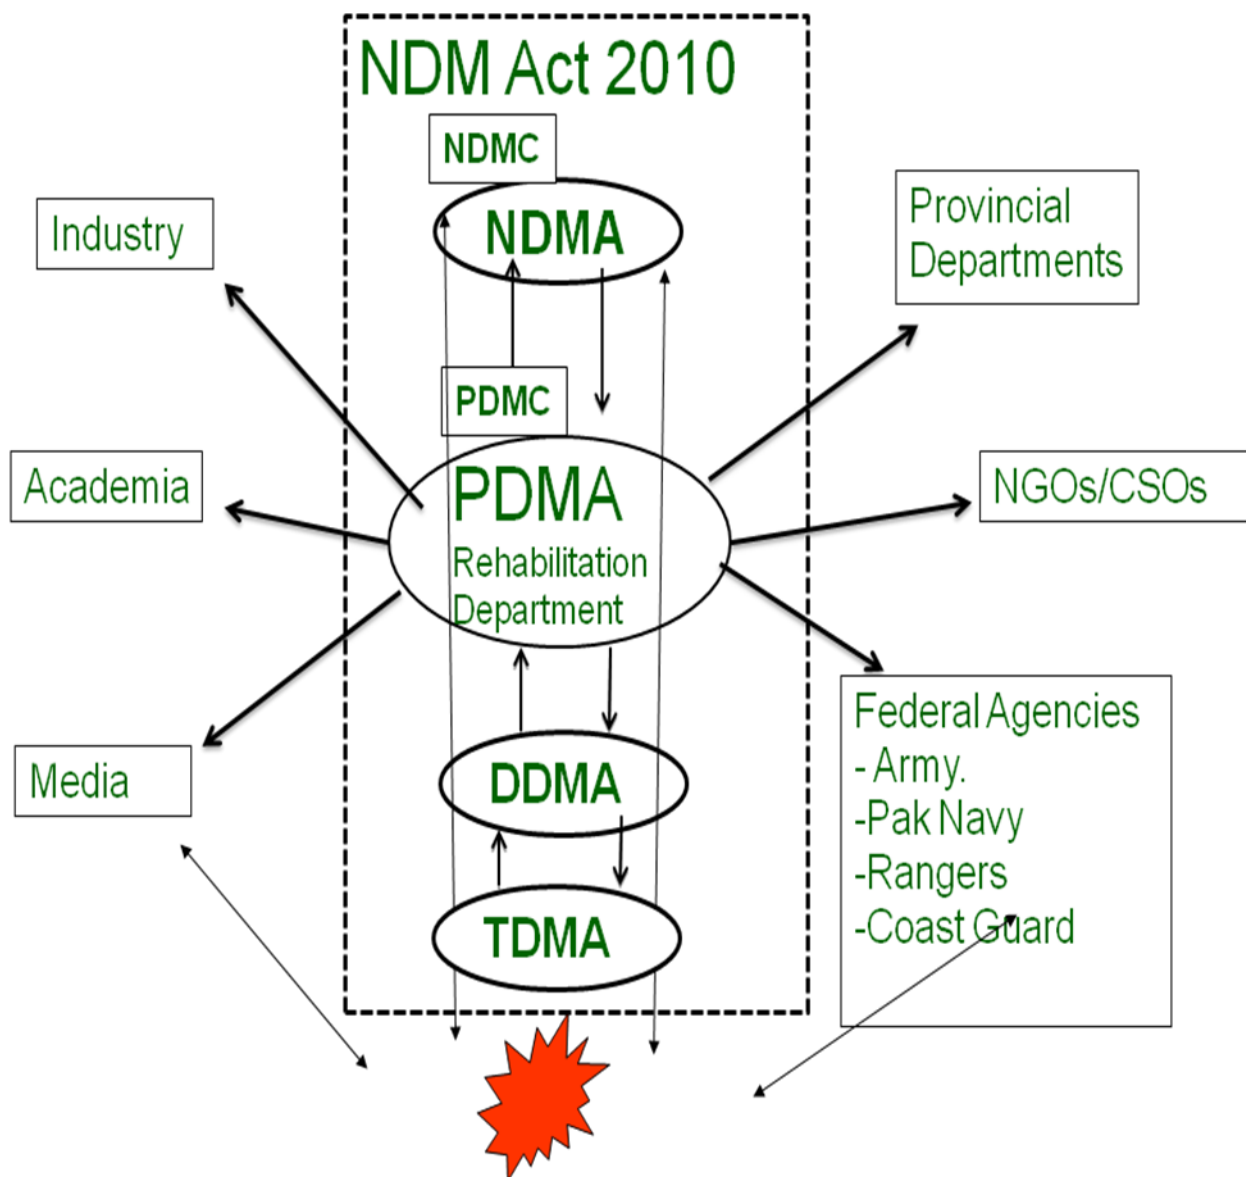 NDM Act 2010
NDMC
NDMA
Industry
Provincial
Departments
PDMC
Academia
PDMA
Rehabilitation
Department
NGOs/CSOs
Media
DDMA
Federal Agencies
- Army.
-Pak Navy
-Rangers
-Coast Guard
TDMA